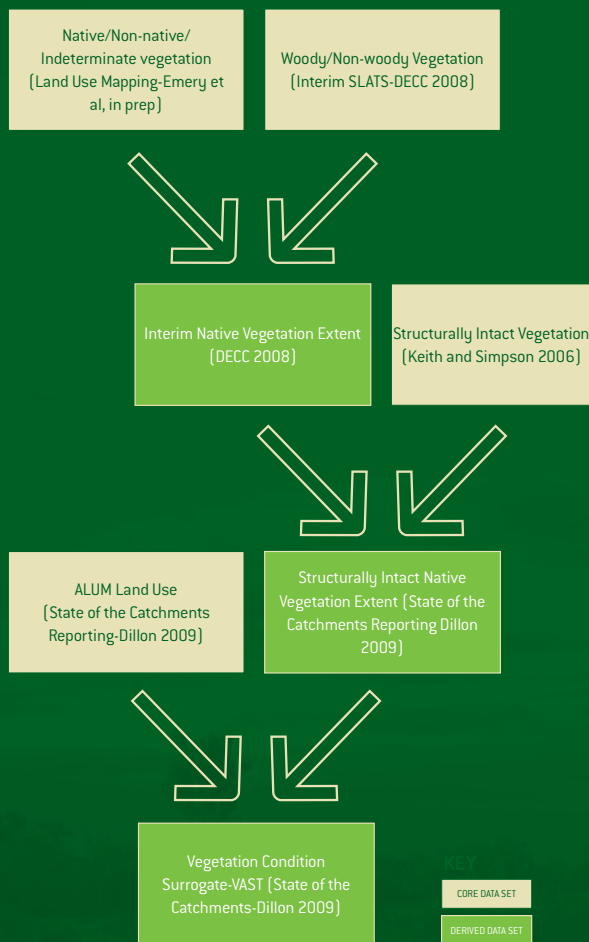 Native/Non-native/
Indeterminate vegetation
(Land Use Mapping-Emery et
al, in prep)
Woody/Non-woody Vegetation
(Interim SLATS-DECC 2008)
Interim Native Vegetation Extent
(DECC 2008)
Structurally Intact Vegetation
(Keith and Simpson 2006)
ALUM Land Use
(State of the Catchments
Reporting-Dillon 2009)
Structurally Intact Native
Vegetation Extent (State of the
Catchments Reporting Dillon
2009)
Vegetation Condition
Surrogate-VAST (State of the
Catchments-Dillon 2009)
KEY
CORE DATA SET
DERIVED DATA SET